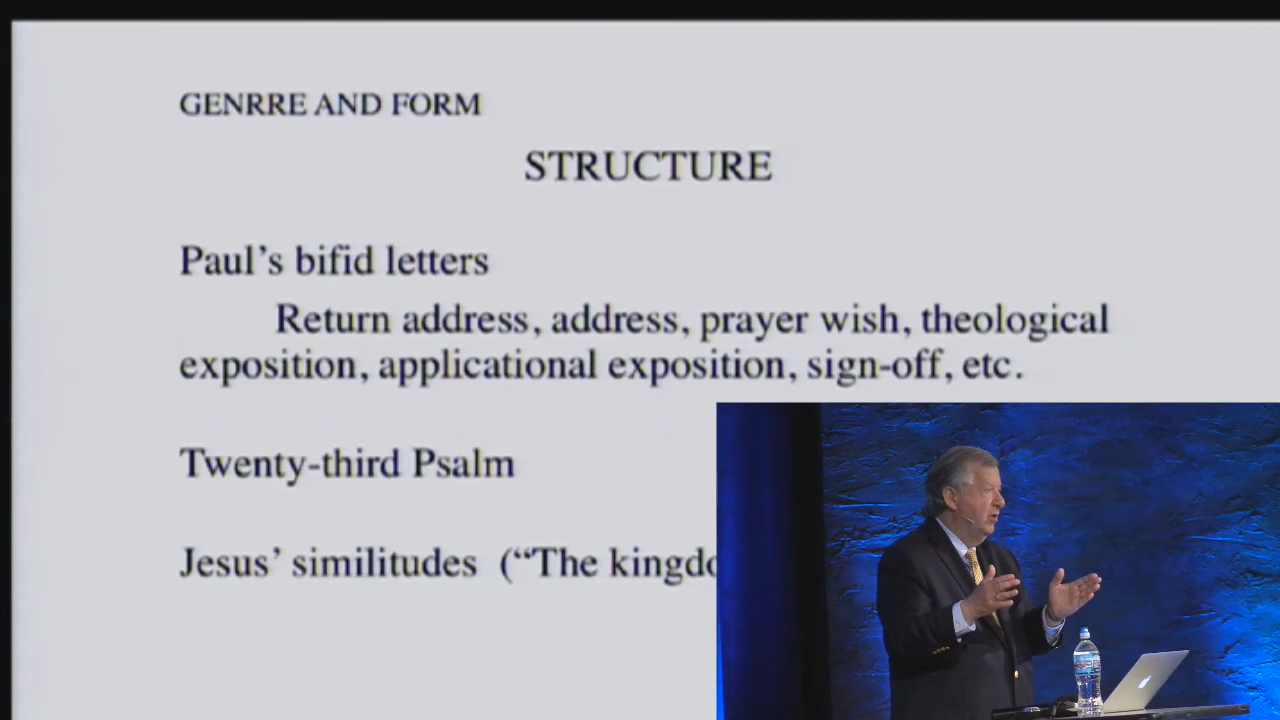 GENRRE AND FORM
STRUCTURE
Paul’s bifid letters
Return address, address, prayer wish, theological
exposition, applicational exposition, sign-off, etc.
Twenty-third Psalm
Jesus’ similitudes (“The